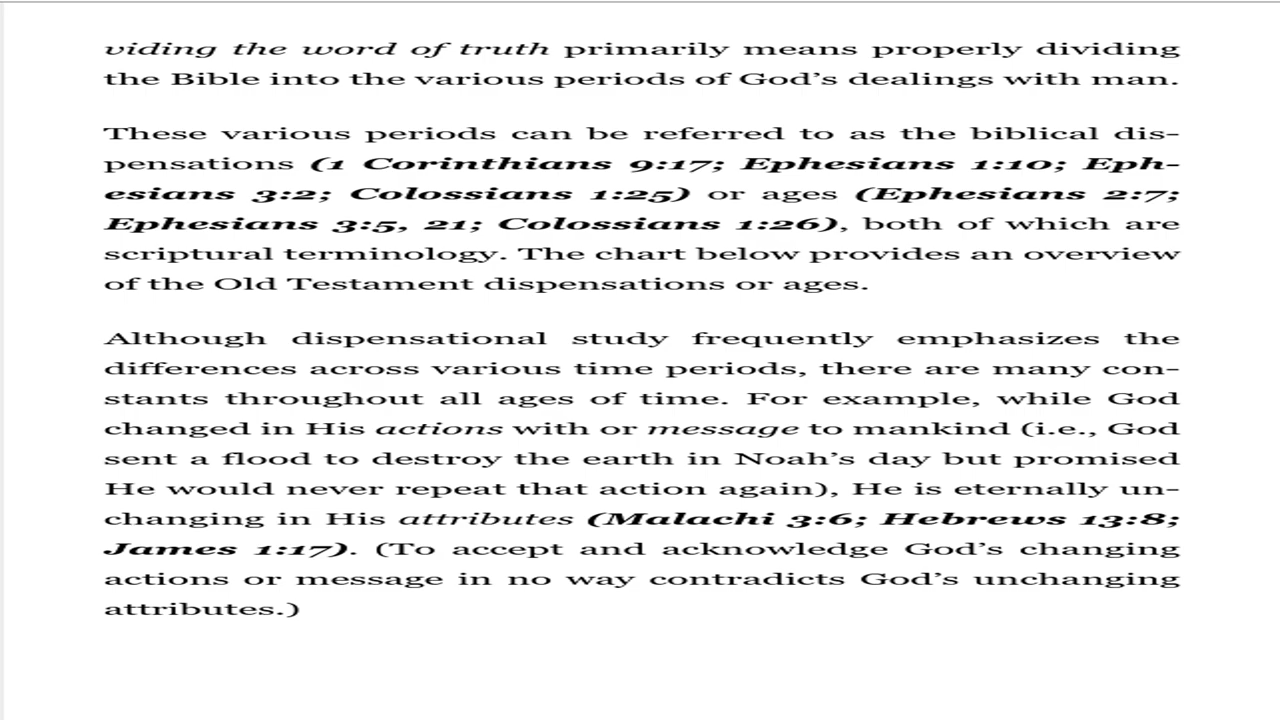 viding the word of truth primarily means properly dividing
the Bible into the various periods of God’s dealings with man.
These various periods can be referred to as the biblical dis-
pensations (1 Corinthians 9:17; Ephesians 1:10; Eph-
esians 3:2; Colossians 1:25) or ages (Ephesians 2:7;
Ephesians 3:5, 21; Colossians 1:26), both of which are
scriptural terminology. The chart below provides an overview
of the Old Testament dispensations or ages.
Although dispensational study frequently emphasizes the
differences across various time periods, there are many con-
stants throughout all ages of time. For example, while God
changed in His actions with or message to mankind (i.e., God
sent a flood to destroy the earth in Noah’s day but promised
He would never repeat that action again), He is eternally un-
changing in His attributes (Malachi 3:6; Hebrews 13:8;
James 1:17). (To accept and acknowledge God’s changing
actions or message in no way contradicts God’s unchanging
attributes.)